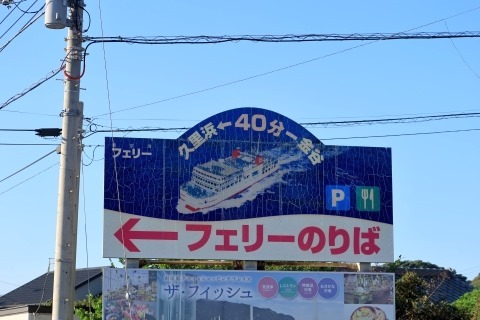 久里浜←40分ー金谷
フェリー
P
←フェリーのりば
ザ・フィッシュ